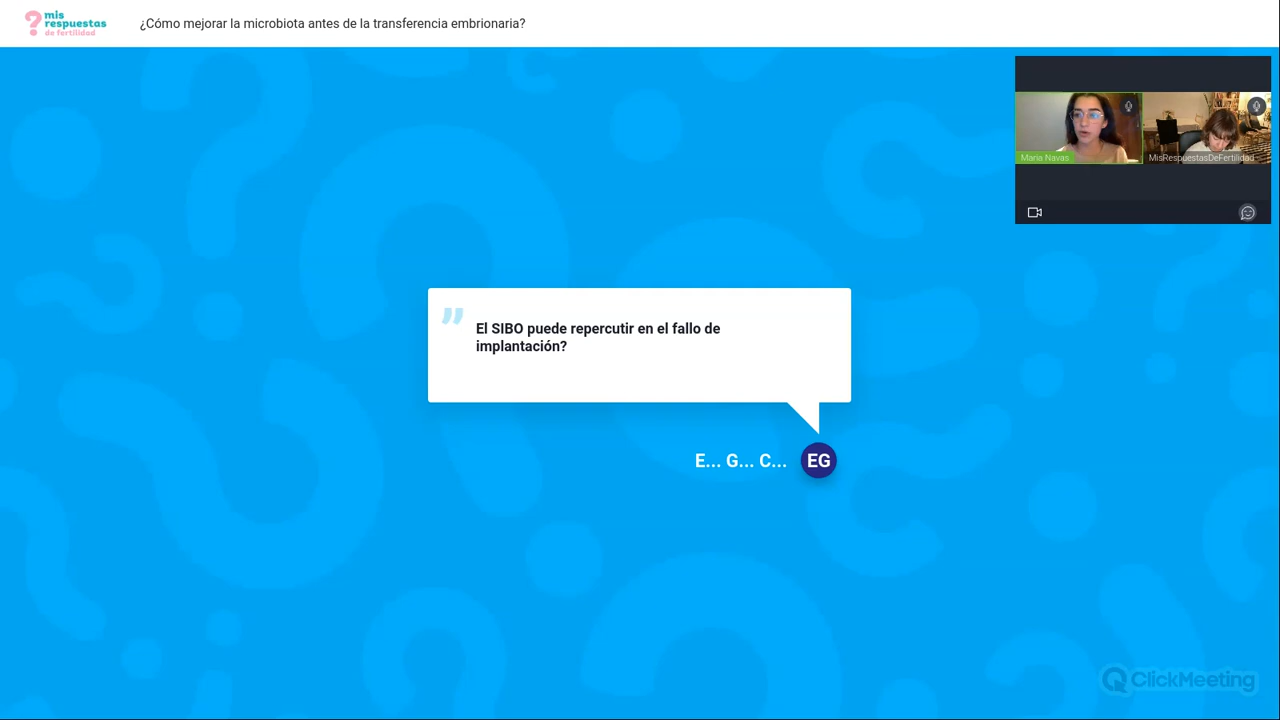 mis
respuestas
de fertilidad
¿Cómo mejorar la microbiota antes de la transferencia embrionaria?
Maria Navas
MisRespuestasDeFertilidad
El SIBO puede repercutir en el fallo de
implantación?
E... G... C...
EG
ClickMeeting